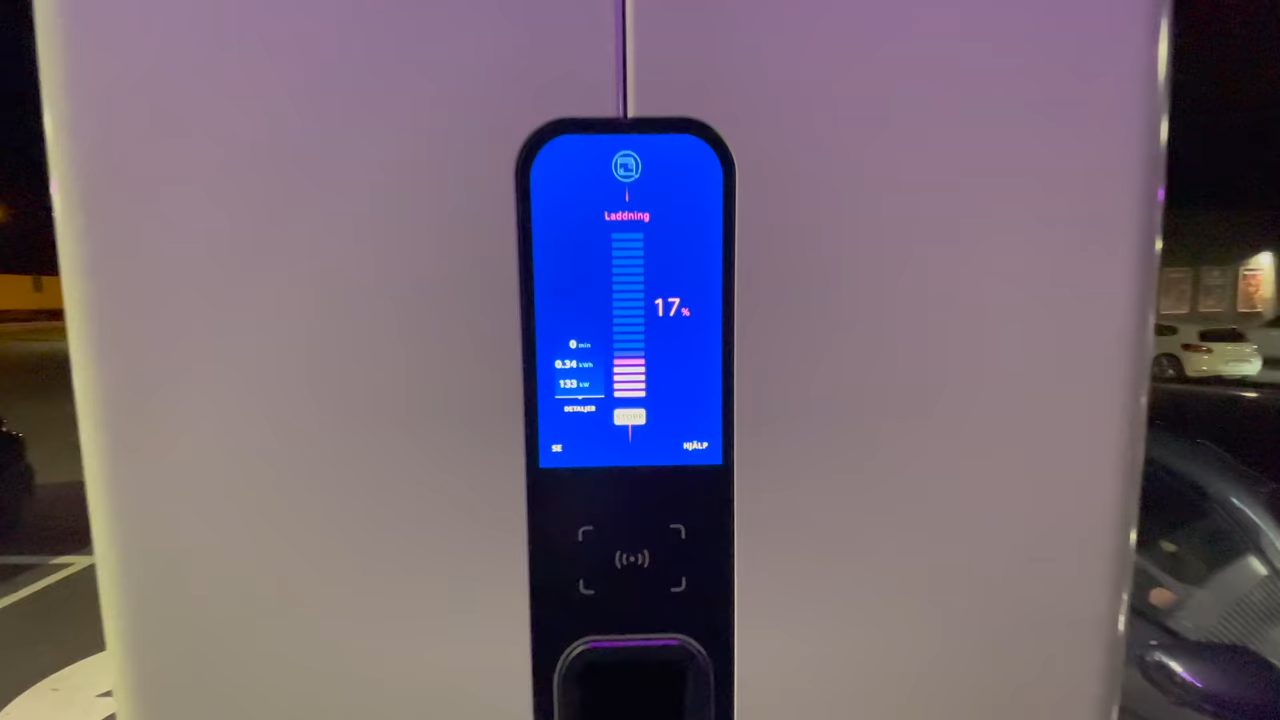 Laddning
17%
0 min
0.34 kWh
133 kW
DETALJER
STOPP
SE
HJÄLP